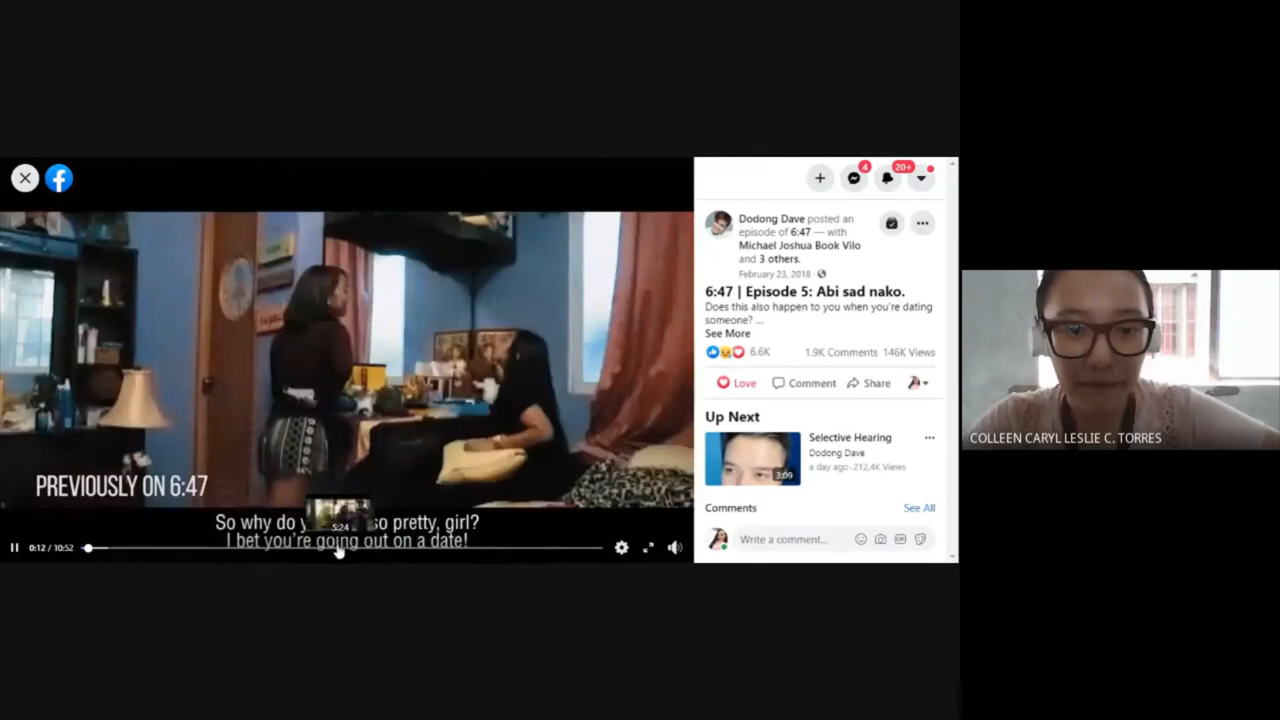 4
20+
Dodong Dave posted an
episode of 6:47 — with
Michael Joshua Book Vilo
and 3 others.
February 23, 2018 ·
6:47 | Episode 5: Abi sad nako.
Does this also happen to you when you're dating
someone? ...
See More
6.6K 1.9K Comments 146K Views
Love Comment Share
Up Next
Selective Hearing
Dodong Dave
a day ago · 212.4K Views
3:09
Comments See All
Write a comment...
GIF
PREVIOUSLY ON 6:47
So why do so pretty, girl?
5:24
I bet you're going out on a date!
0:12 / 10:52
COLLEEN CARYL LESLIE C. TORRES